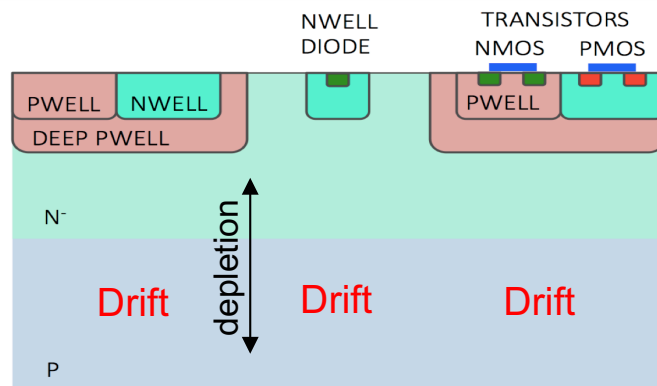 NWELL
DIODE
TRANSISTORS
NMOS PMOS
PWELL NWELL
DEEP PWELL
PWELL
N-
depletion
Drift Drift Drift
P